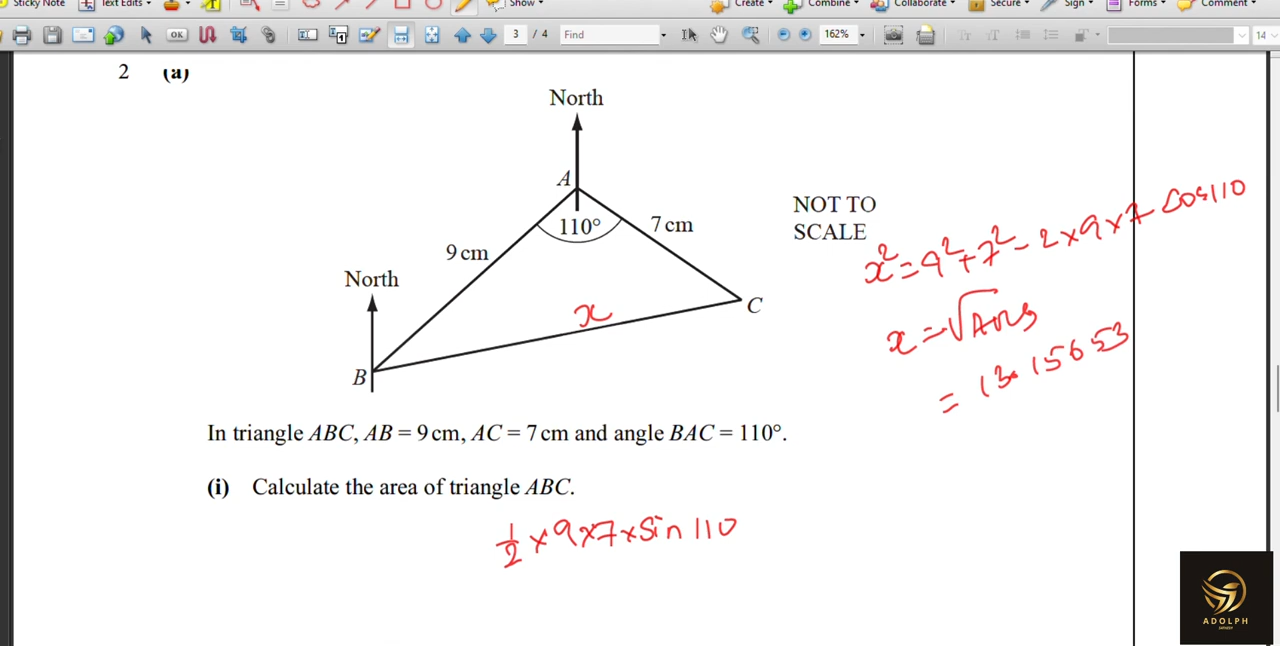 Sticky Note Text Edits Show Create Combine Collaborate Secure Sign Forms Comment
OK 3 / 4 Find 162% 14
2 (a)
North
A
110°
7 cm
NOT TO
SCALE
9 cm
North
x
C
B
x² = 9² + 7² - 2 × 9 × 7 cos 110
x = √Ans
= 13.15653
In triangle ABC, AB = 9 cm, AC = 7 cm and angle BAC = 110°.
(i) Calculate the area of triangle ABC.
½ × 9 × 7 × sin 110
ADOLPH